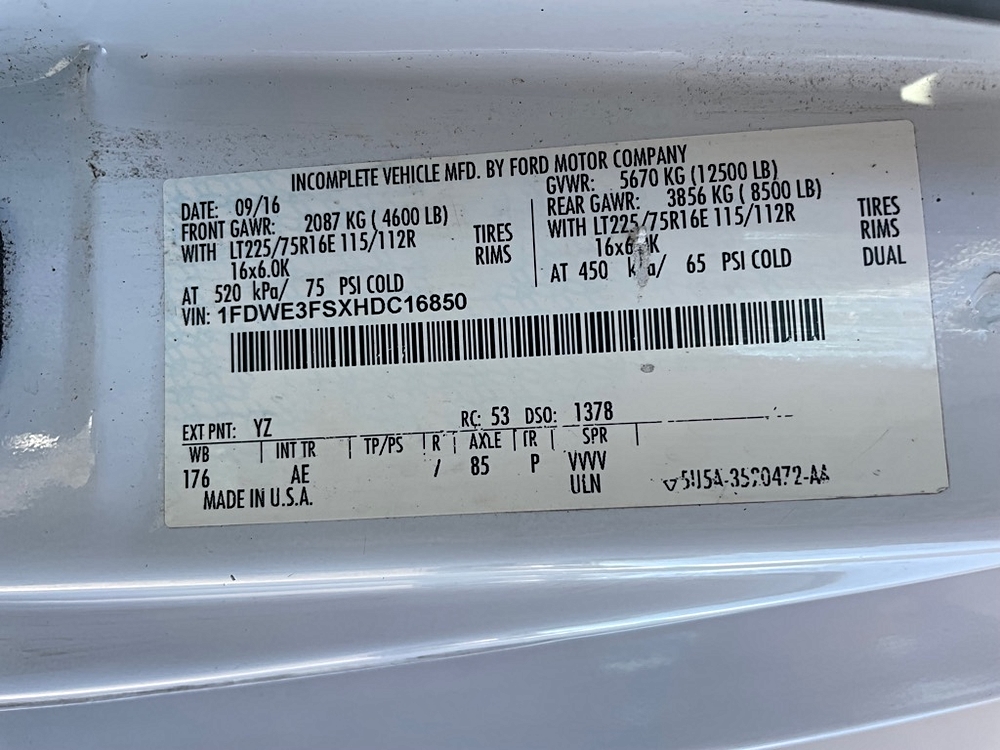 INCOMPLETE VEHICLE MFD. BY FORD MOTOR COMPANY
DATE: 09/16
FRONT GAWR: 2087 KG ( 4600 LB)
WITH LT225/75R16E 115/112R TIRES
16x6.0K RIMS
AT 520 kPa/ 75 PSI COLD
GVWR: 5670 KG (12500 LB)
REAR GAWR: 3856 KG ( 8500 LB)
WITH LT225/75R16E 115/112R TIRES
RIMS
AT 450 65 PSI COLD DUAL
VIN: 1FDWE3FSXHDC16850
EXT PNT: YZ RC: 53 DSO: 1378
WB INT TR TP/PS R AXLE TR SPR
176 AE / 85 P VVVV
ULN
MADE IN U.S.A.